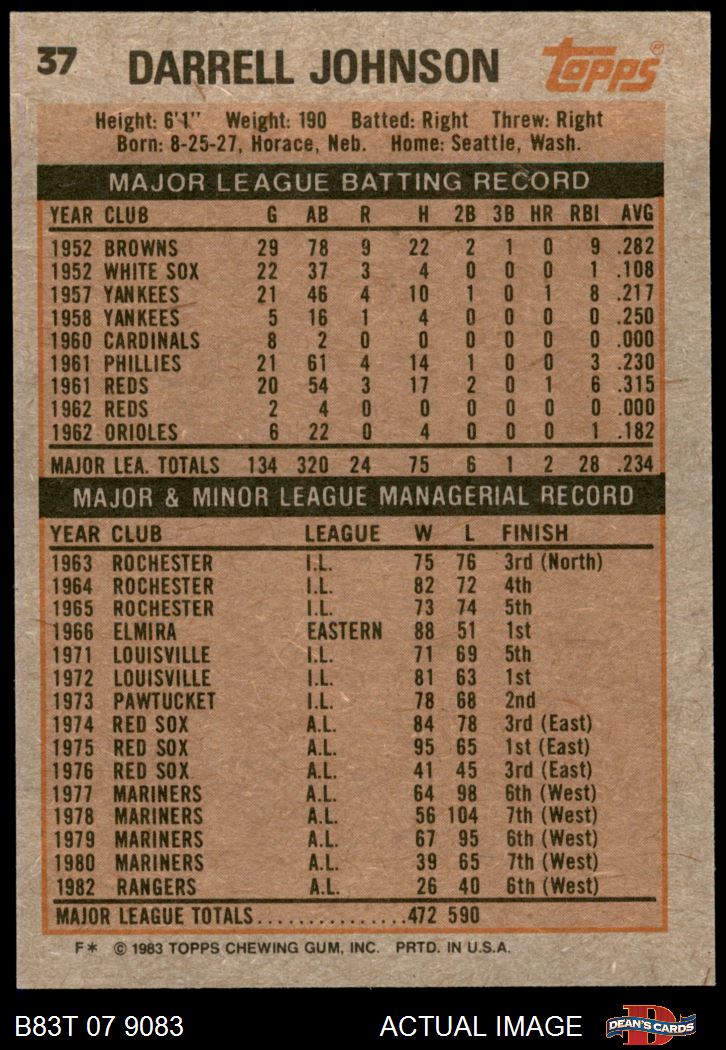 37 DARRELL JOHNSON topps®
Height: 6'1" Weight: 190 Batted: Right Threw: Right
Born: 8-25-27, Horace, Neb. Home: Seattle, Wash.
MAJOR LEAGUE BATTING RECORD
YEAR CLUB G AB R H 2B 3B HR RBI AVG
1952 BROWNS 29 78 9 22 2 1 0 9 .282
1952 WHITE SOX 22 37 3 4 0 0 0 1 .108
1957 YANKEES 21 46 4 10 1 0 1 8 .217
1958 YANKEES 5 16 1 4 0 0 0 0 .250
1960 CARDINALS 8 2 0 0 0 0 0 0 .000
1961 PHILLIES 21 61 4 14 1 0 0 3 .230
1961 REDS 20 54 3 17 2 0 1 6 .315
1962 REDS 2 4 0 0 0 0 0 0 .000
1962 ORIOLES 6 22 0 4 0 0 0 1 .182
MAJOR LEA. TOTALS 134 320 24 75 6 1 2 28 .234
MAJOR & MINOR LEAGUE MANAGERIAL RECORD
YEAR CLUB LEAGUE W L FINISH
1963 ROCHESTER I.L. 75 76 3rd (North)
1964 ROCHESTER I.L. 82 72 4th
1965 ROCHESTER I.L. 73 74 5th
1966 ELMIRA EASTERN 88 51 1st
1971 LOUISVILLE I.L. 71 69 5th
1972 LOUISVILLE I.L. 81 63 1st
1973 PAWTUCKET I.L. 78 68 2nd
1974 RED SOX A.L. 84 78 3rd (East)
1975 RED SOX A.L. 95 65 1st (East)
1976 RED SOX A.L. 41 45 3rd (East)
1977 MARINERS A.L. 64 98 6th (West)
1978 MARINERS A.L. 56 104 7th (West)
1979 MARINERS A.L. 67 95 6th (West)
1980 MARINERS A.L. 39 65 7th (West)
1982 RANGERS A.L. 26 40 6th (West)
MAJOR LEAGUE TOTALS...............472 590
F* © 1983 TOPPS CHEWING GUM, INC. PRTD. IN U.S.A.
B83T 07 9083 ACTUAL IMAGE DEAN'S CARDS